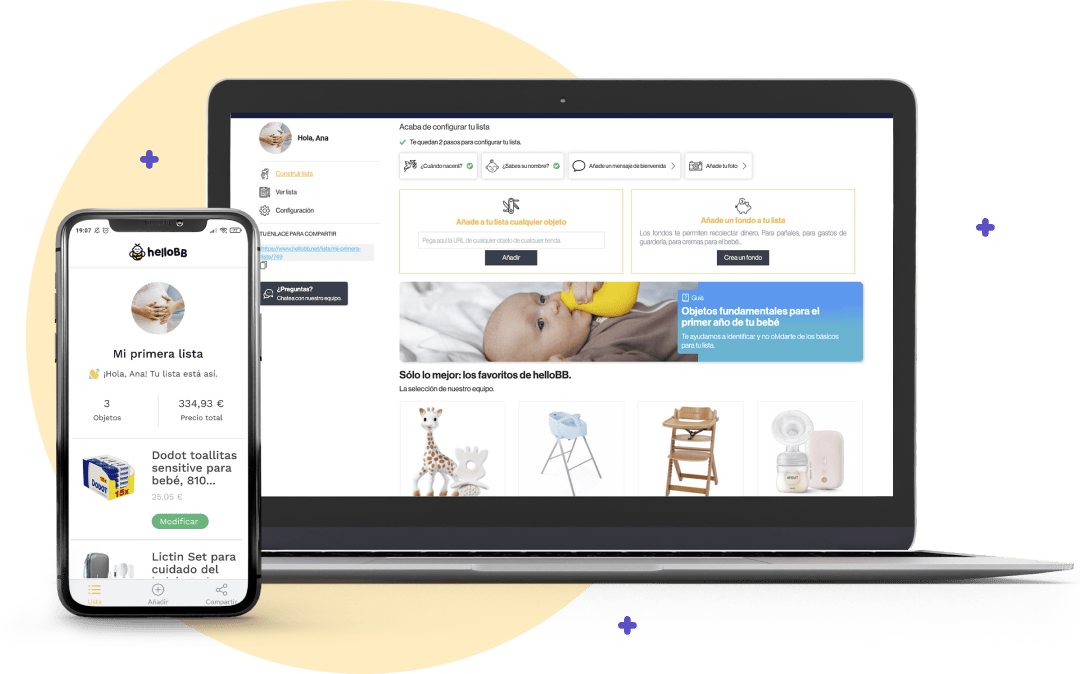 Hola, Ana
Construir lista
Ver lista
Configuración
TU ENLACE PARA COMPARTIR
https://www.hellobb.net/lista/mi-primera-
lista/749
¿Preguntas?
Chatea con nuestro equipo.
Acaba de configurar tu lista
Te quedan 2 pasos para configurar tu lista.
¿Cuándo nacerá?
¿Sabes su nombre?
Añade un mensaje de bienvenida
Añade tu foto
Añade a tu lista cualquier objeto
Pega aquí la URL de cualquier objeto de cualquier tienda.
Añadir
Añade un fondo a tu lista
Los fondos te permiten recolectar dinero. Para pañales, para gastos de
guardería, para cremas para el bebé...
Crea un fondo
Guía
Objetos fundamentales para el
primer año de tu bebé
Te ayudamos a identificar y no olvidarte de los básicos
para tu lista.
Sólo lo mejor: los favoritos de helloBB.
La selección de nuestro equipo.
19:07
helloBB
Mi primera lista
¡Hola, Ana! Tu lista está así.
3
Objetos
334,93 €
Precio total
DODOT
15x
Dodot toallitas
sensitive para
bebé, 810...
25,05 €
Modificar
Lictin Set para
cuidado del
Lista
Añadir
Compartir